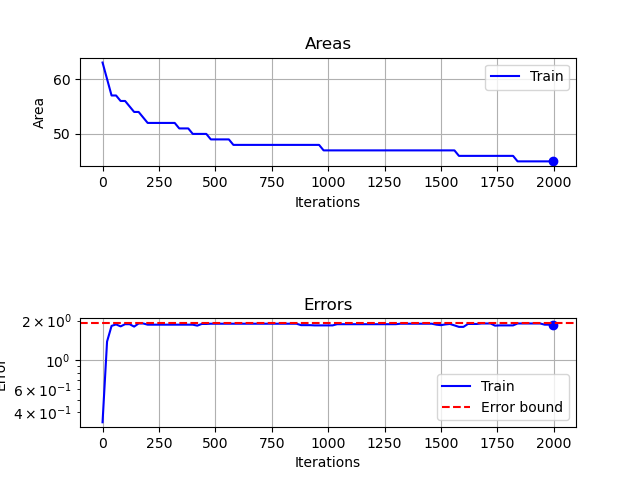 Areas
Train
60
50
Area
0 250 500 750 1000 1250 1500 1750 2000
Iterations
Errors
2 × 10⁰
10⁰
6 × 10⁻¹
4 × 10⁻¹
Error
Train
Error bound
0 250 500 750 1000 1250 1500 1750 2000
Iterations